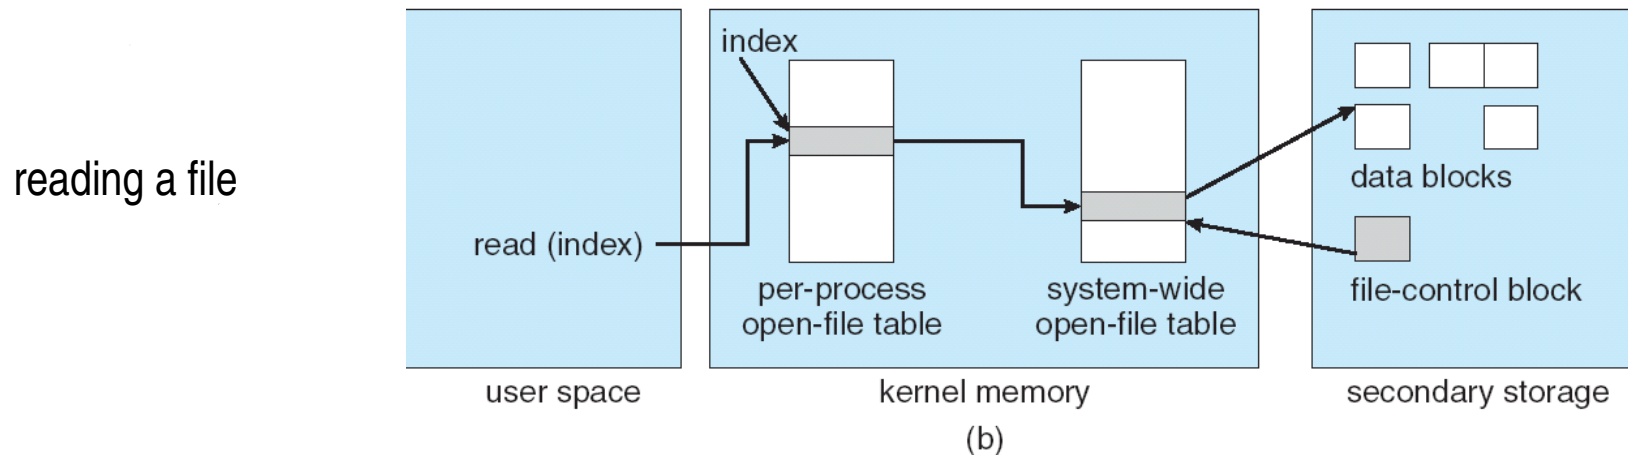 reading a file
index
read (index)
per-process
open-file table
system-wide
open-file table
data blocks
file-control block
user space
kernel memory
secondary storage
(b)